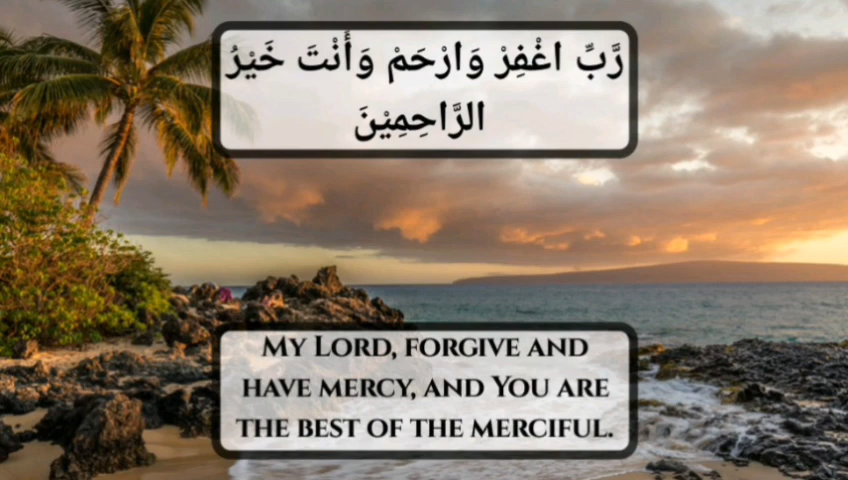 رَّبِّ اغْفِرْ وَارْحَمْ وَأَنْتَ خَيْرُ
الرَّاحِمِيْنَ
My Lord, forgive and
have mercy, and You are
the best of the merciful.